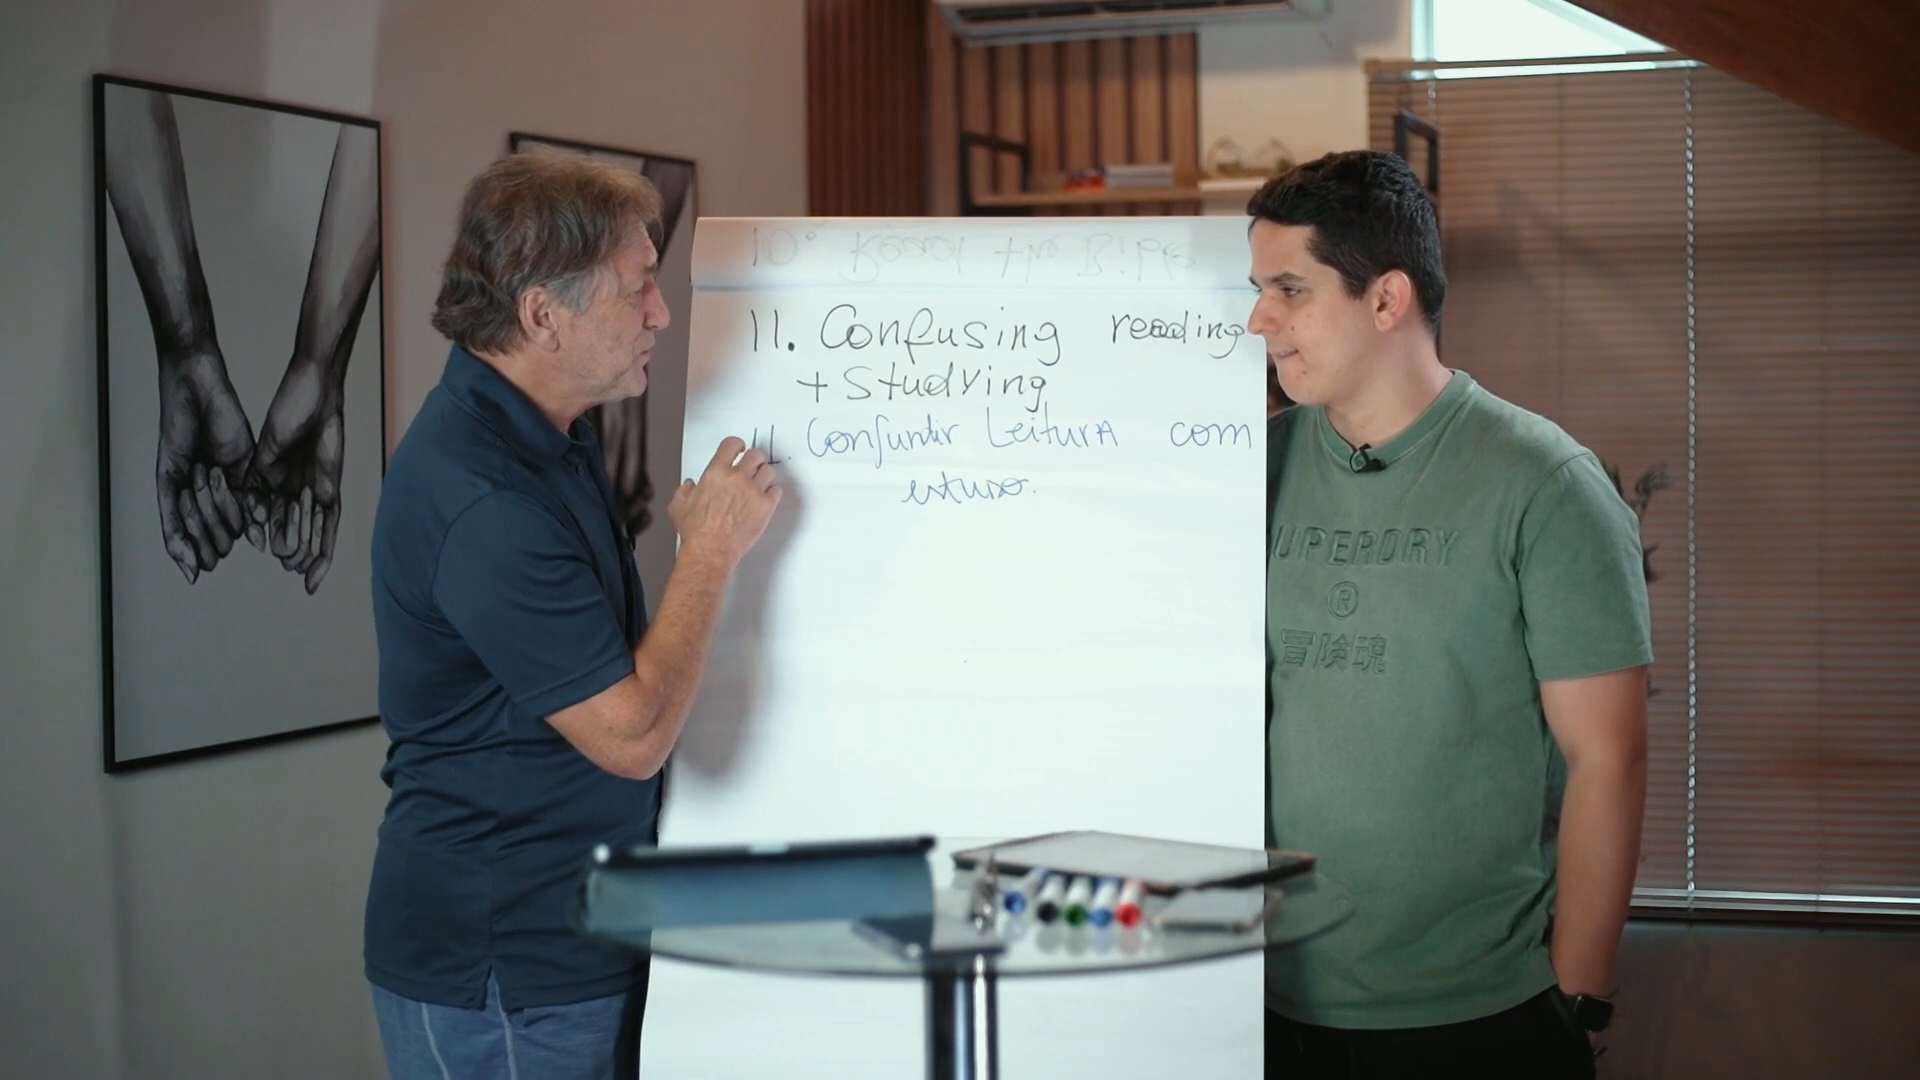 11. Confusing reading
+ Studying
11. Confundir Leitura com
estudo.
SUPERDRY
®
冒険魂